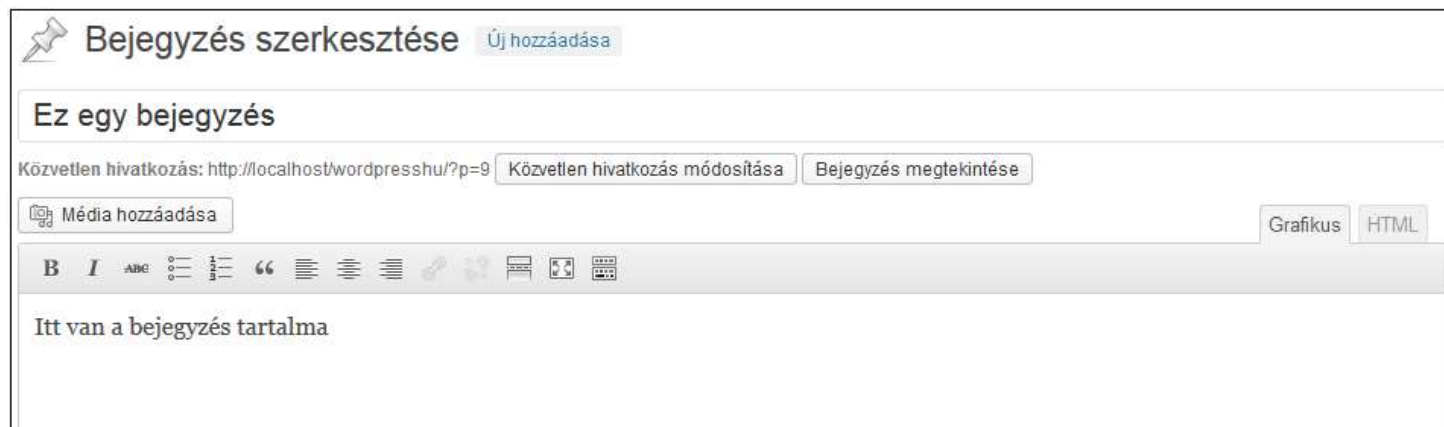 Bejegyzés szerkesztése Új hozzáadása
Ez egy bejegyzés
Közvetlen hivatkozás: http://localhost/wordpresshu/?p=9 Közvetlen hivatkozás módosítása Bejegyzés megtekintése
Média hozzáadása
Grafikus HTML
B I ABC
Itt van a bejegyzés tartalma